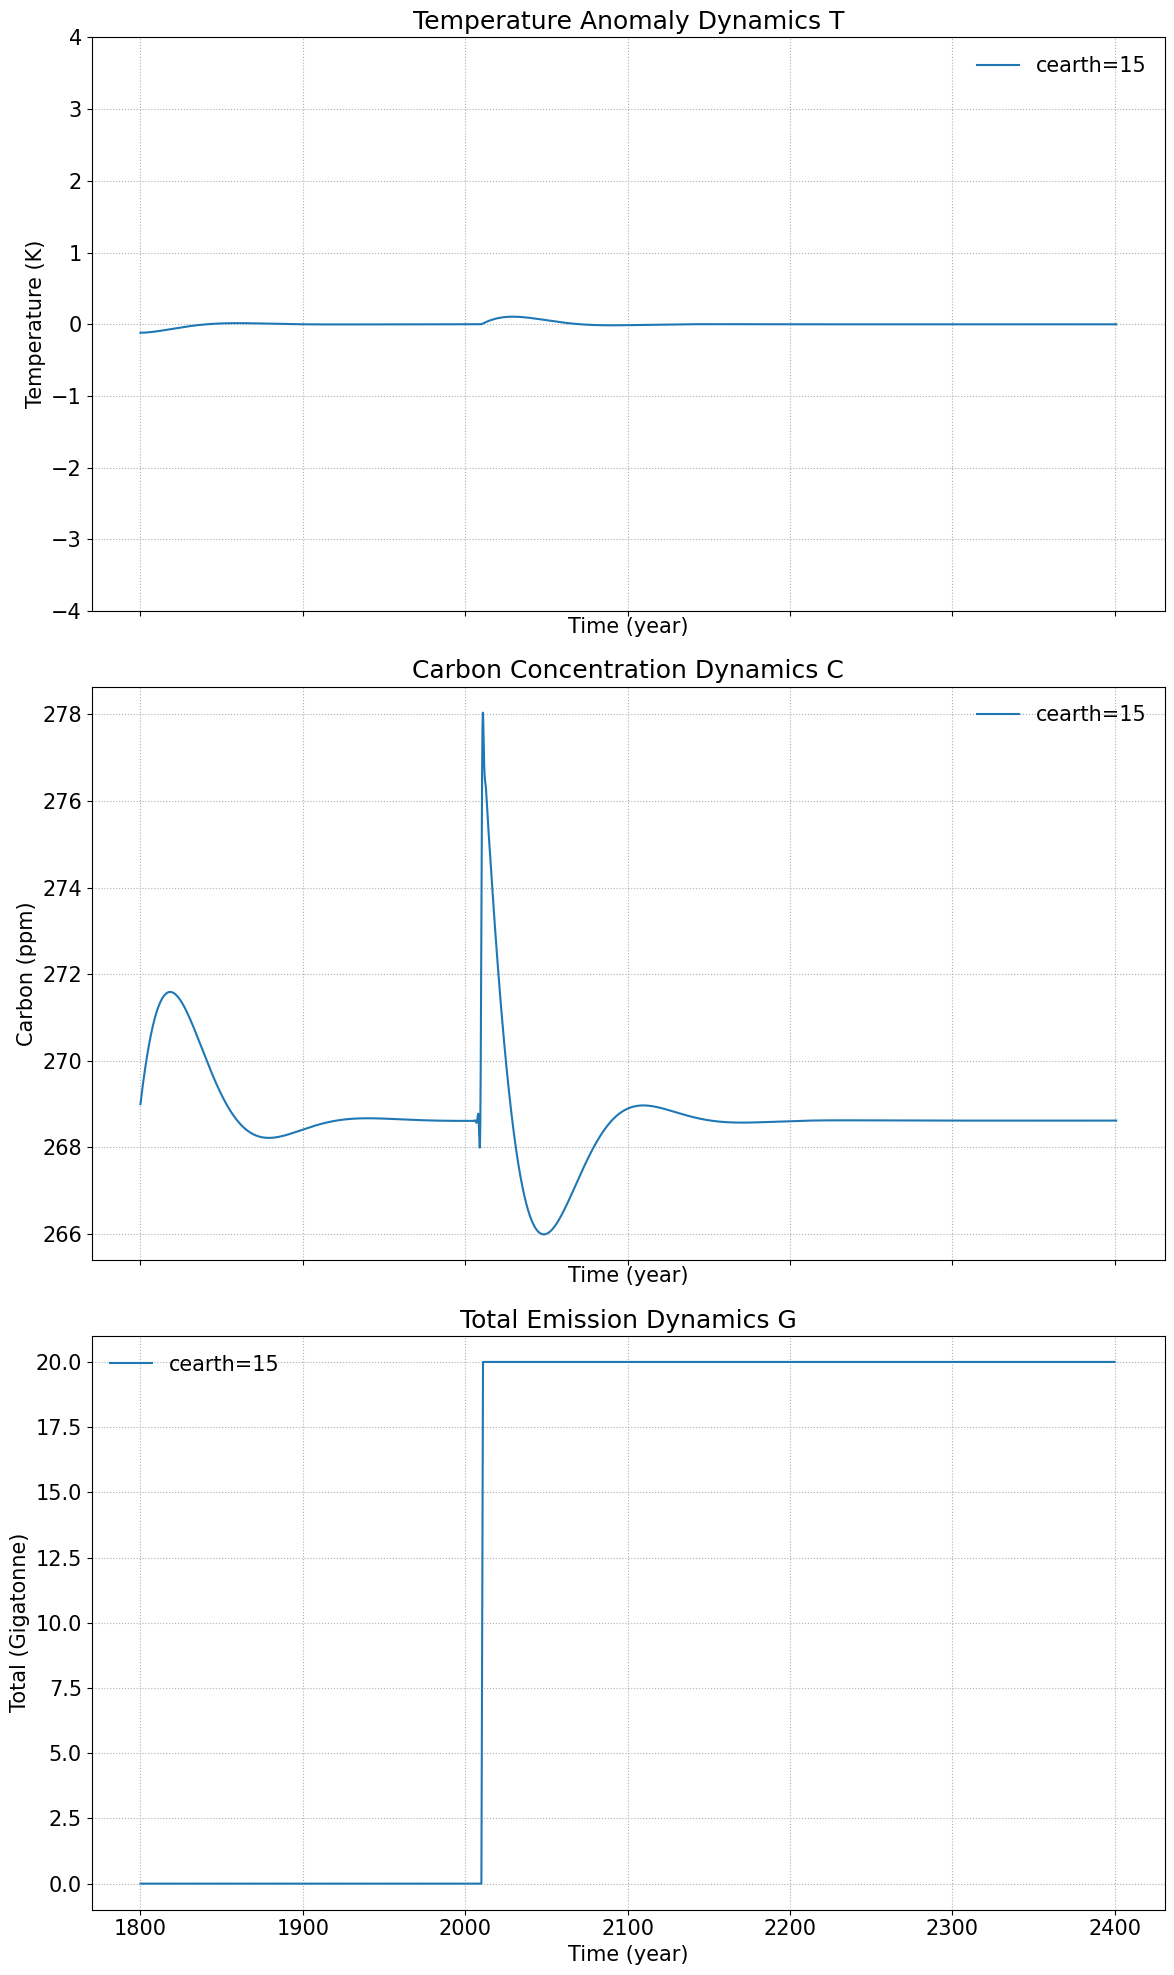 Temperature Anomaly Dynamics T
cearth=15
4
3
2
1
0
−1
−2
−3
−4
Temperature (K)
Time (year)
Carbon Concentration Dynamics C
cearth=15
278
276
274
272
270
268
266
Carbon (ppm)
Time (year)
Total Emission Dynamics G
cearth=15
20.0
17.5
15.0
12.5
10.0
7.5
5.0
2.5
0.0
Total (Gigatonne)
1800 1900 2000 2100 2200 2300 2400
Time (year)